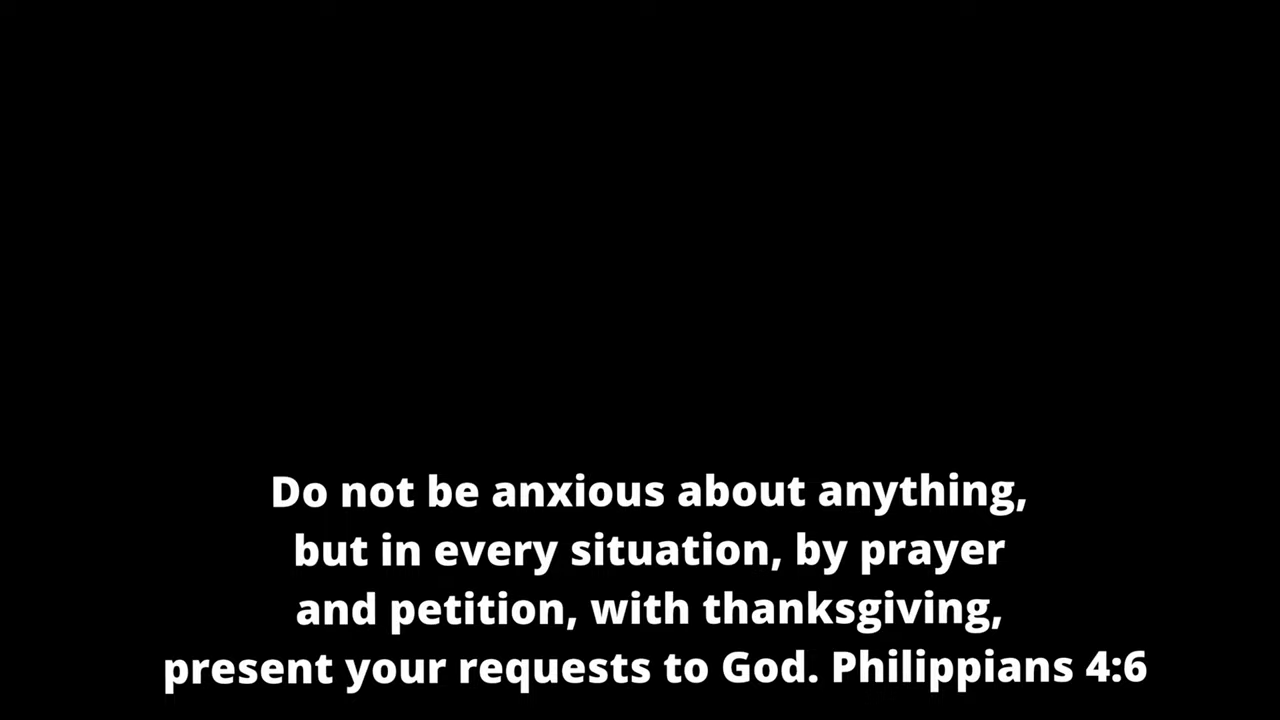 Do not be anxious about anything,
but in every situation, by prayer
and petition, with thanksgiving,
present your requests to God. Philippians 4:6